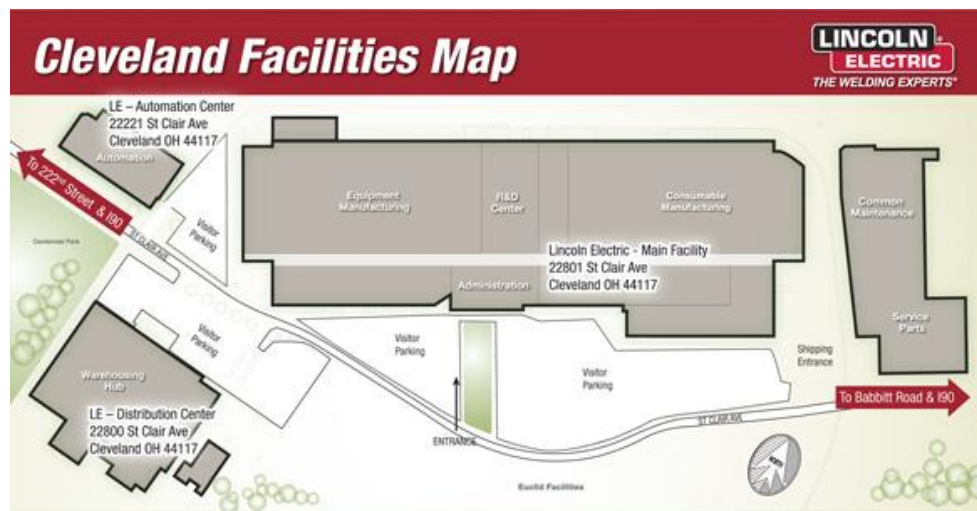 Cleveland Facilities Map
LINCOLN
ELECTRIC
THE WELDING EXPERTS®
LE – Automation Center
22221 St Clair Ave
Cleveland OH 44117
Automation
To 222nd Street & I90
ST CLAIR AVE
Visitor
Parking
Equipment
Manufacturing
R&D
Center
Consumable
Manufacturing
Common
Maintenance
Lincoln Electric - Main Facility
22801 St Clair Ave
Cleveland OH 44117
Administration
Visitor
Parking
Visitor
Parking
Visitor
Parking
Service
Parts
Shipping
Entrance
Warehousing
Hub
To Babbitt Road & I90
LE – Distribution Center
22800 St Clair Ave
Cleveland OH 44117
ENTRANCE
ST CLAIR AVE
NORTH
Euclid Facilities